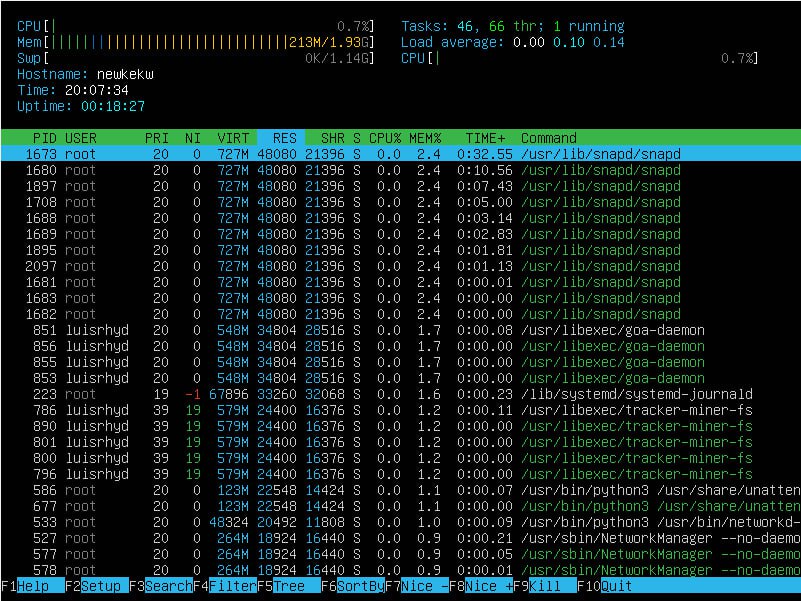 CPU[| 0.7%] Tasks: 46, 66 thr; 1 running
Mem[||||||||||||||||||||||||||||||213M/1.93G] Load average: 0.00 0.10 0.14
Swp[ 0K/1.14G] CPU[| 0.7%]
Hostname: newkekw
Time: 20:07:34
Uptime: 00:18:27
PID USER PRI NI VIRT RES SHR S CPU% MEM% TIME+ Command
1673 root 20 0 727M 48080 21396 S 0.0 2.4 0:32.55 /usr/lib/snapd/snapd
1680 root 20 0 727M 48080 21396 S 0.0 2.4 0:10.56 /usr/lib/snapd/snapd
1897 root 20 0 727M 48080 21396 S 0.0 2.4 0:07.43 /usr/lib/snapd/snapd
1708 root 20 0 727M 48080 21396 S 0.0 2.4 0:05.00 /usr/lib/snapd/snapd
1688 root 20 0 727M 48080 21396 S 0.0 2.4 0:03.14 /usr/lib/snapd/snapd
1689 root 20 0 727M 48080 21396 S 0.0 2.4 0:02.83 /usr/lib/snapd/snapd
1895 root 20 0 727M 48080 21396 S 0.0 2.4 0:01.81 /usr/lib/snapd/snapd
2097 root 20 0 727M 48080 21396 S 0.0 2.4 0:01.13 /usr/lib/snapd/snapd
1681 root 20 0 727M 48080 21396 S 0.0 2.4 0:00.01 /usr/lib/snapd/snapd
1683 root 20 0 727M 48080 21396 S 0.0 2.4 0:00.00 /usr/lib/snapd/snapd
1682 root 20 0 727M 48080 21396 S 0.0 2.4 0:00.00 /usr/lib/snapd/snapd
851 luisrhyd 20 0 548M 34804 28516 S 0.0 1.7 0:00.08 /usr/libexec/goa-daemon
856 luisrhyd 20 0 548M 34804 28516 S 0.0 1.7 0:00.00 /usr/libexec/goa-daemon
855 luisrhyd 20 0 548M 34804 28516 S 0.0 1.7 0:00.00 /usr/libexec/goa-daemon
853 luisrhyd 20 0 548M 34804 28516 S 0.0 1.7 0:00.00 /usr/libexec/goa-daemon
223 root 19 -1 67896 33260 32068 S 0.0 1.6 0:00.23 /lib/systemd/systemd-journald
786 luisrhyd 39 19 579M 24400 16376 S 0.0 1.2 0:00.11 /usr/libexec/tracker-miner-fs
890 luisrhyd 39 19 579M 24400 16376 S 0.0 1.2 0:00.00 /usr/libexec/tracker-miner-fs
801 luisrhyd 39 19 579M 24400 16376 S 0.0 1.2 0:00.00 /usr/libexec/tracker-miner-fs
800 luisrhyd 39 19 579M 24400 16376 S 0.0 1.2 0:00.00 /usr/libexec/tracker-miner-fs
796 luisrhyd 39 19 579M 24400 16376 S 0.0 1.2 0:00.00 /usr/libexec/tracker-miner-fs
586 root 20 0 123M 22548 14424 S 0.0 1.1 0:00.07 /usr/bin/python3 /usr/share/unatten
677 root 20 0 123M 22548 14424 S 0.0 1.1 0:00.00 /usr/bin/python3 /usr/share/unatten
533 root 20 0 48324 20492 11808 S 0.0 1.0 0:00.09 /usr/bin/python3 /usr/bin/networkd-
527 root 20 0 264M 18924 16440 S 0.0 0.9 0:00.21 /usr/sbin/NetworkManager --no-daemo
577 root 20 0 264M 18924 16440 S 0.0 0.9 0:00.05 /usr/sbin/NetworkManager --no-daemo
578 root 20 0 264M 18924 16440 S 0.0 0.9 0:00.01 /usr/sbin/NetworkManager --no-daemo
F1Help F2Setup F3SearchF4FilterF5Tree F6SortByF7Nice -F8Nice +F9Kill F10Quit